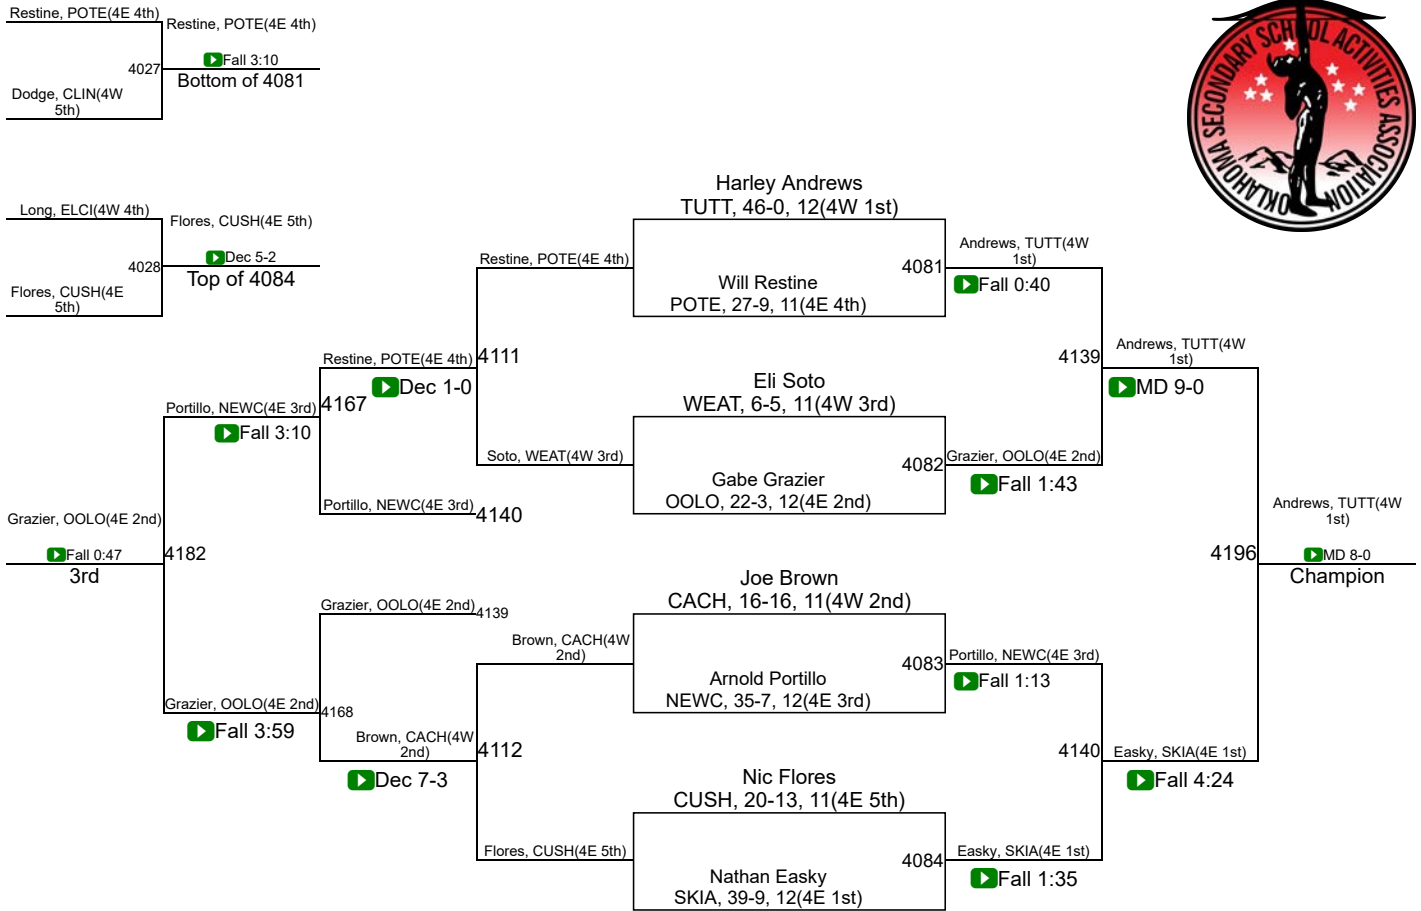 Restine, POTE(4E 4th)
Restine, POTE(4E 4th)
4027
Fall 3:10
Bottom of 4081
Dodge, CLIN(4W
5th)
Long, ELCI(4W 4th)
Flores, CUSH(4E 5th)
4028
Dec 5-2
Top of 4084
Flores, CUSH(4E
5th)
OKLAHOMA SECONDARY SCHOOL ACTIVITIES ASSOCIATION
Harley Andrews
TUTT, 46-0, 12(4W 1st)
Restine, POTE(4E 4th)
4081
Will Restine
POTE, 27-9, 11(4E 4th)
Andrews, TUTT(4W
1st)
Fall 0:40
Restine, POTE(4E 4th)
4111
Dec 1-0
4139
Andrews, TUTT(4W
1st)
MD 9-0
Eli Soto
WEAT, 6-5, 11(4W 3rd)
Portillo, NEWC(4E 3rd)
4167
Fall 3:10
Soto, WEAT(4W 3rd)
4082
Grazier, OOLO(4E 2nd)
Fall 1:43
Gabe Grazier
OOLO, 22-3, 12(4E 2nd)
Portillo, NEWC(4E 3rd)
4140
Grazier, OOLO(4E 2nd)
Fall 0:47
3rd
4182
4196
Andrews, TUTT(4W
1st)
MD 8-0
Champion
Joe Brown
CACH, 16-16, 11(4W 2nd)
Grazier, OOLO(4E 2nd)
4139
Brown, CACH(4W
2nd)
4083
Portillo, NEWC(4E 3rd)
Fall 1:13
Arnold Portillo
NEWC, 35-7, 12(4E 3rd)
Grazier, OOLO(4E 2nd)
4168
Fall 3:59
Brown, CACH(4W
2nd)
4112
Dec 7-3
4140
Easky, SKIA(4E 1st)
Fall 4:24
Nic Flores
CUSH, 20-13, 11(4E 5th)
Flores, CUSH(4E 5th)
4084
Easky, SKIA(4E 1st)
Fall 1:35
Nathan Easky
SKIA, 39-9, 12(4E 1st)